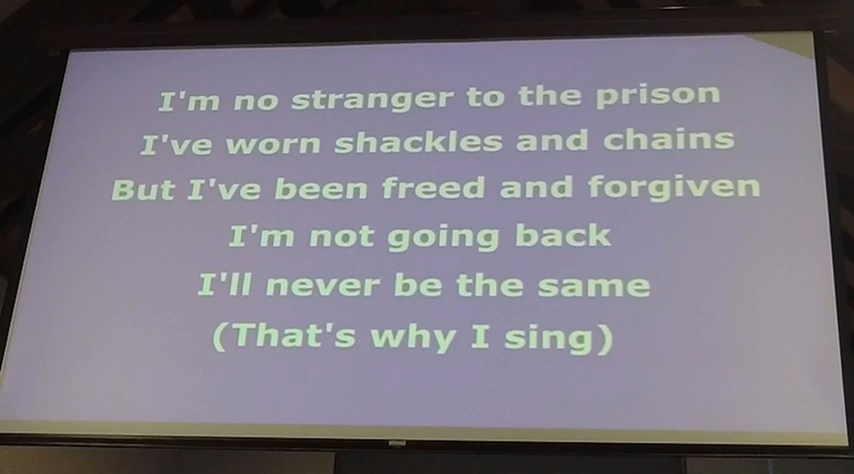 I'm no stranger to the prison
I've worn shackles and chains
But I've been freed and forgiven
I'm not going back
I'll never be the same
(That's why I sing)